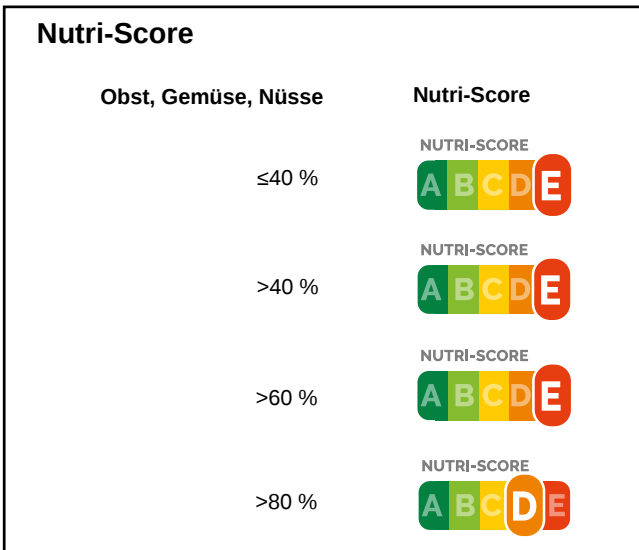 Nutri-Score
Obst, Gemüse, Nüsse Nutri-Score
NUTRI-SCORE
≤40 % A B C D E
NUTRI-SCORE
>40 % A B C D E
NUTRI-SCORE
>60 % A B C D E
NUTRI-SCORE
>80 % A B C D E